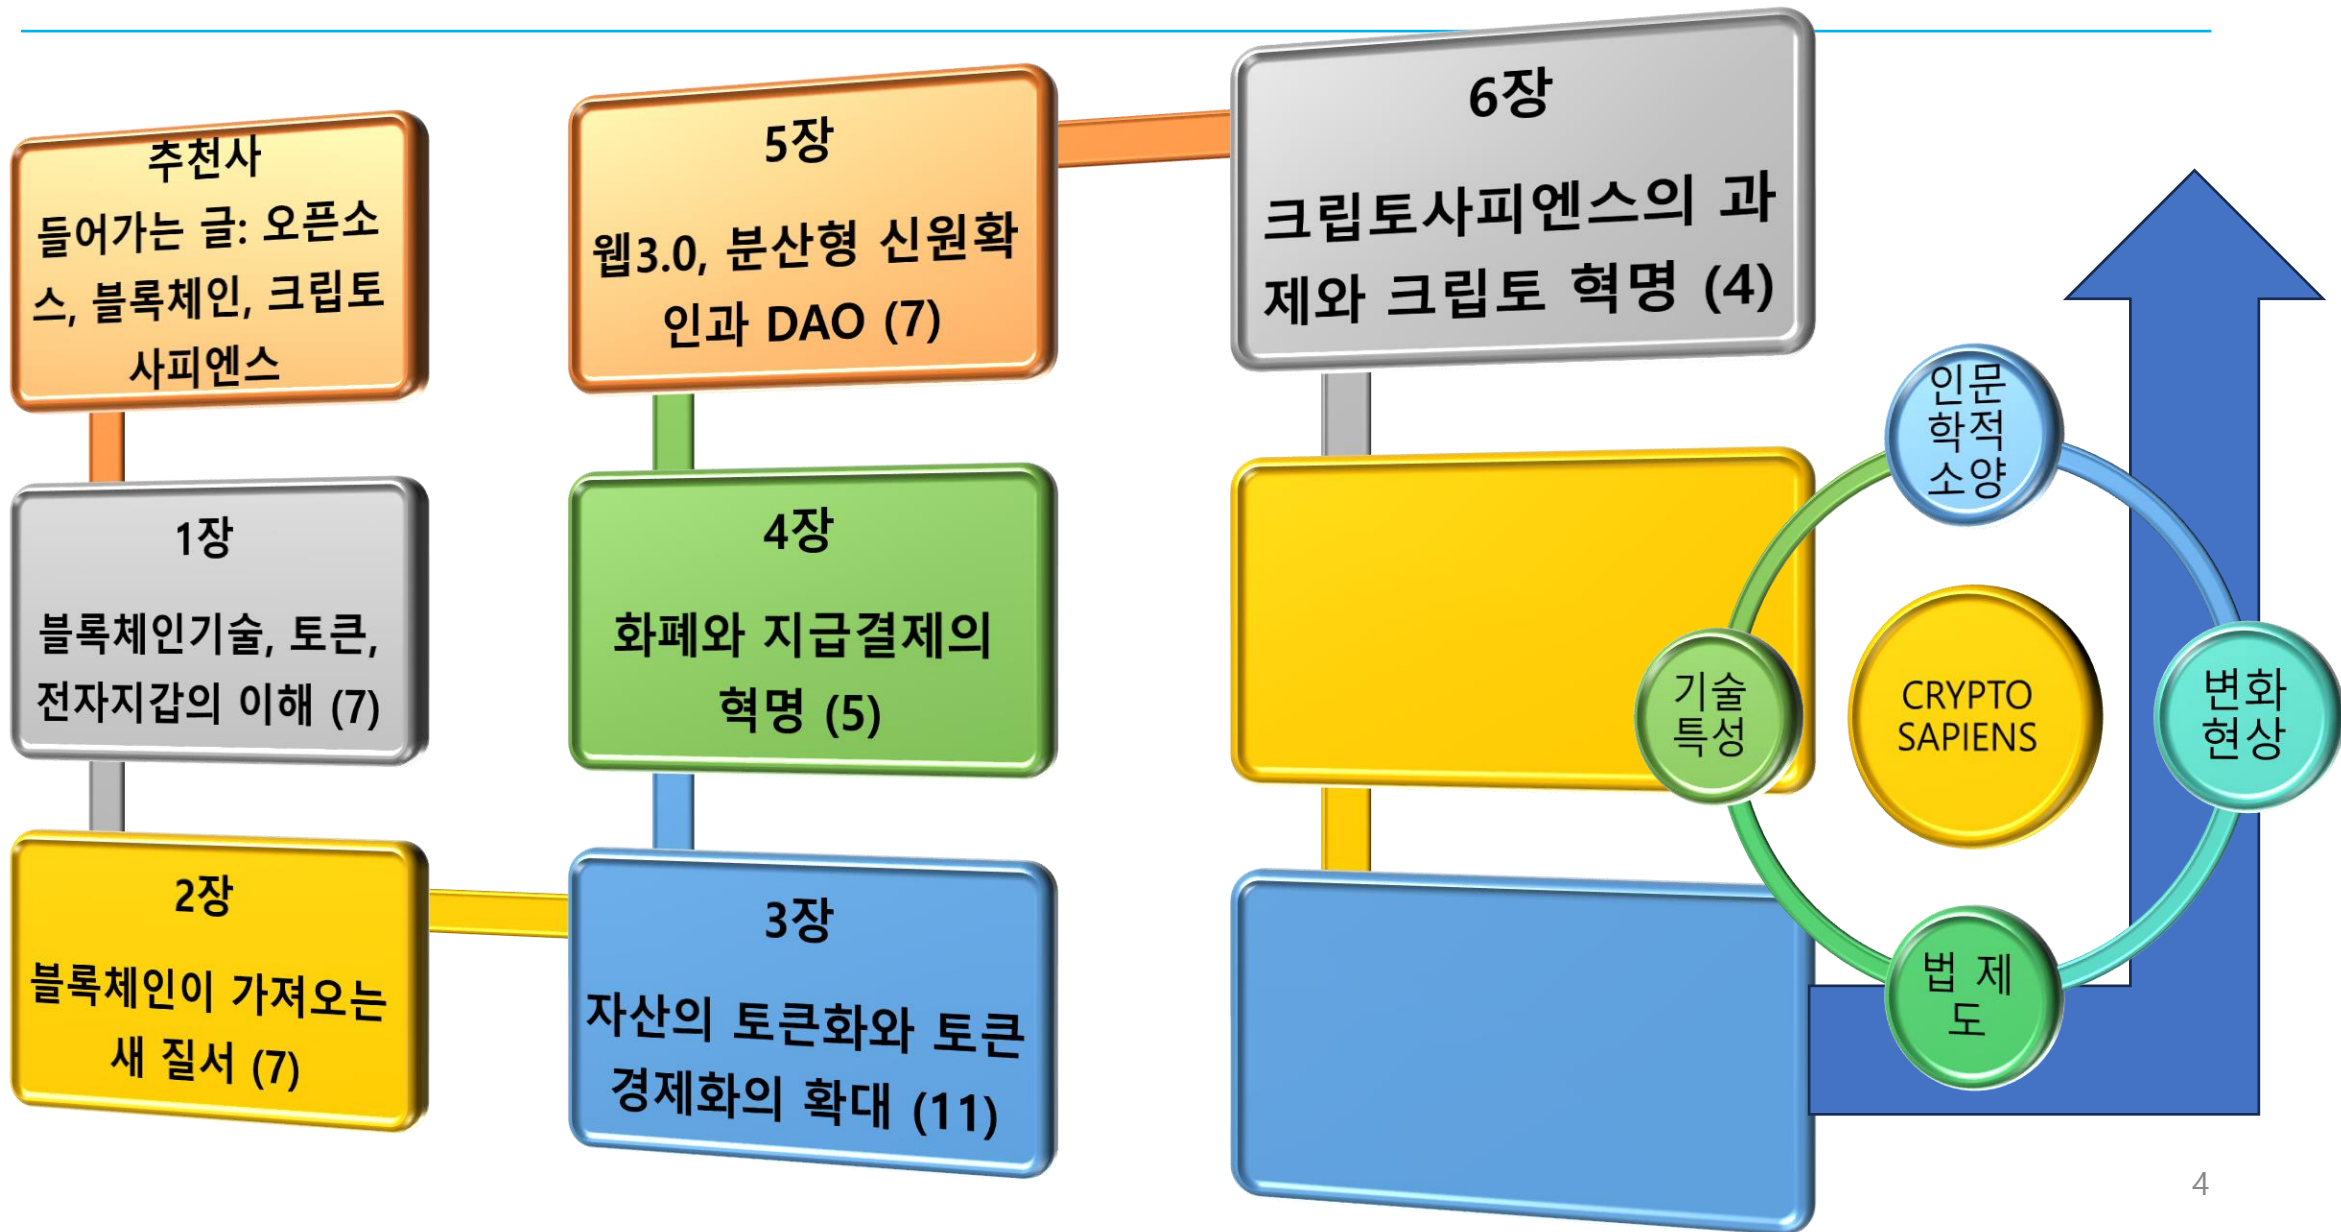 추천사
들어가는 글: 오픈소
스, 블록체인, 크립토
사피엔스
1장
블록체인기술, 토큰,
전자지갑의 이해 (7)
2장
블록체인이 가져오는
새 질서 (7)
3장
자산의 토큰화와 토큰
경제화의 확대 (11)
4장
화폐와 지급결제의
혁명 (5)
5장
웹3.0, 분산형 신원확
인과 DAO (7)
6장
크립토사피엔스의 과
제와 크립토 혁명 (4)
인문
학적
소양
기술
특성
CRYPTO
SAPIENS
변화
현상
법 제
도
4